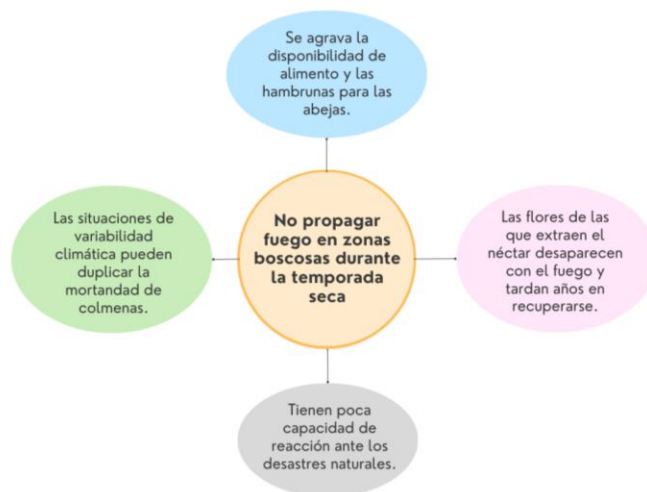 Se agrava la
disponibilidad de
alimento y las
hambrunas para las
abejas.
Las situaciones de
variabilidad
climática pueden
duplicar la
mortandad de
colmenas.
No propagar
fuego en zonas
boscosas durante
la temporada
seca
Las flores de las
que extraen el
néctar desaparecen
con el fuego y
tardan años en
recuperarse.
Tienen poca
capacidad de
reacción ante los
desastres naturales.